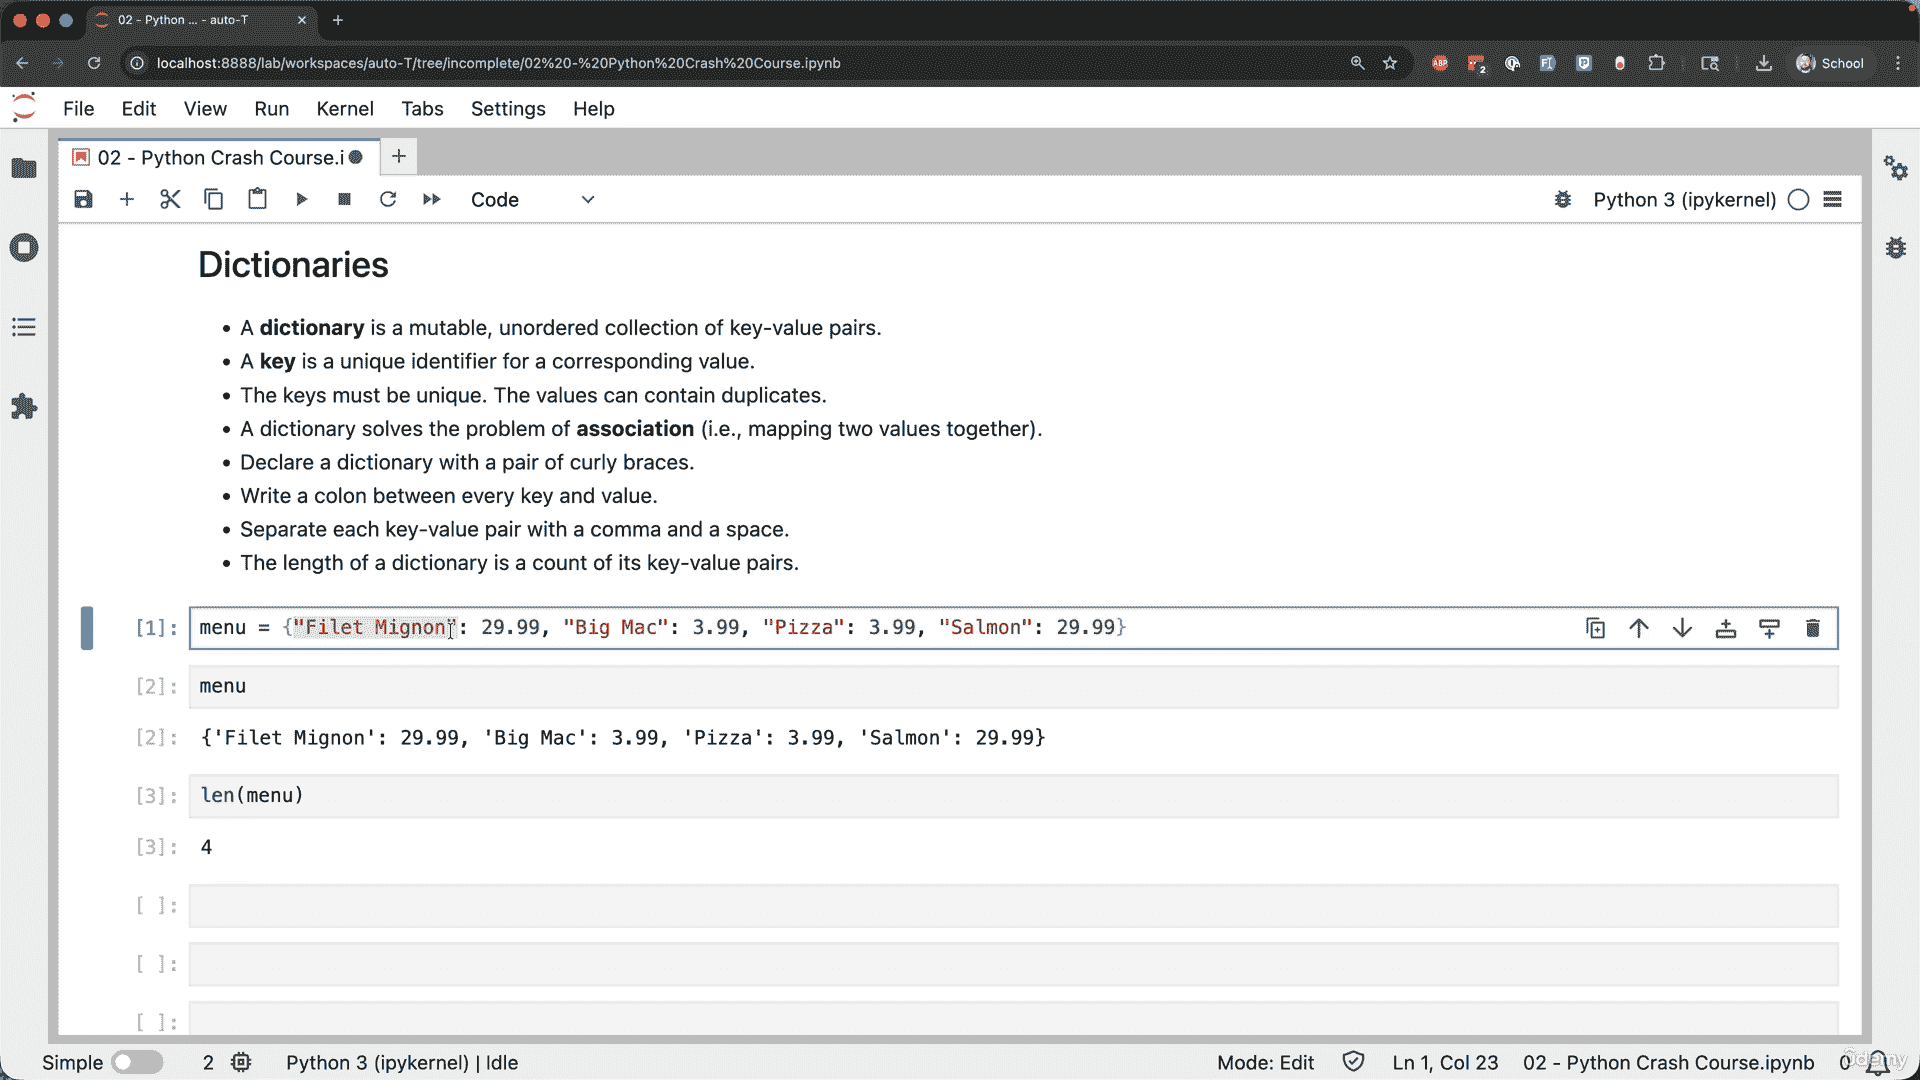 02 - Python ... - auto-T
localhost:8888/lab/workspaces/auto-T/tree/incomplete/02%20-%20Python%20Crash%20Course.ipynb
ABP
2
School
File Edit View Run Kernel Tabs Settings Help
02 - Python Crash Course.i
Code
Python 3 (ipykernel)
Dictionaries
• A dictionary is a mutable, unordered collection of key-value pairs.
• A key is a unique identifier for a corresponding value.
• The keys must be unique. The values can contain duplicates.
• A dictionary solves the problem of association (i.e., mapping two values together).
• Declare a dictionary with a pair of curly braces.
• Write a colon between every key and value.
• Separate each key-value pair with a comma and a space.
• The length of a dictionary is a count of its key-value pairs.
[1]: menu = {"Filet Mignon": 29.99, "Big Mac": 3.99, "Pizza": 3.99, "Salmon": 29.99}
[2]: menu
[2]: {'Filet Mignon': 29.99, 'Big Mac': 3.99, 'Pizza': 3.99, 'Salmon': 29.99}
[3]: len(menu)
[3]: 4
[ ]:
[ ]:
[ ]:
Simple 2 Python 3 (ipykernel) | Idle Mode: Edit Ln 1, Col 23 02 - Python Crash Course.ipynb 0
udemy